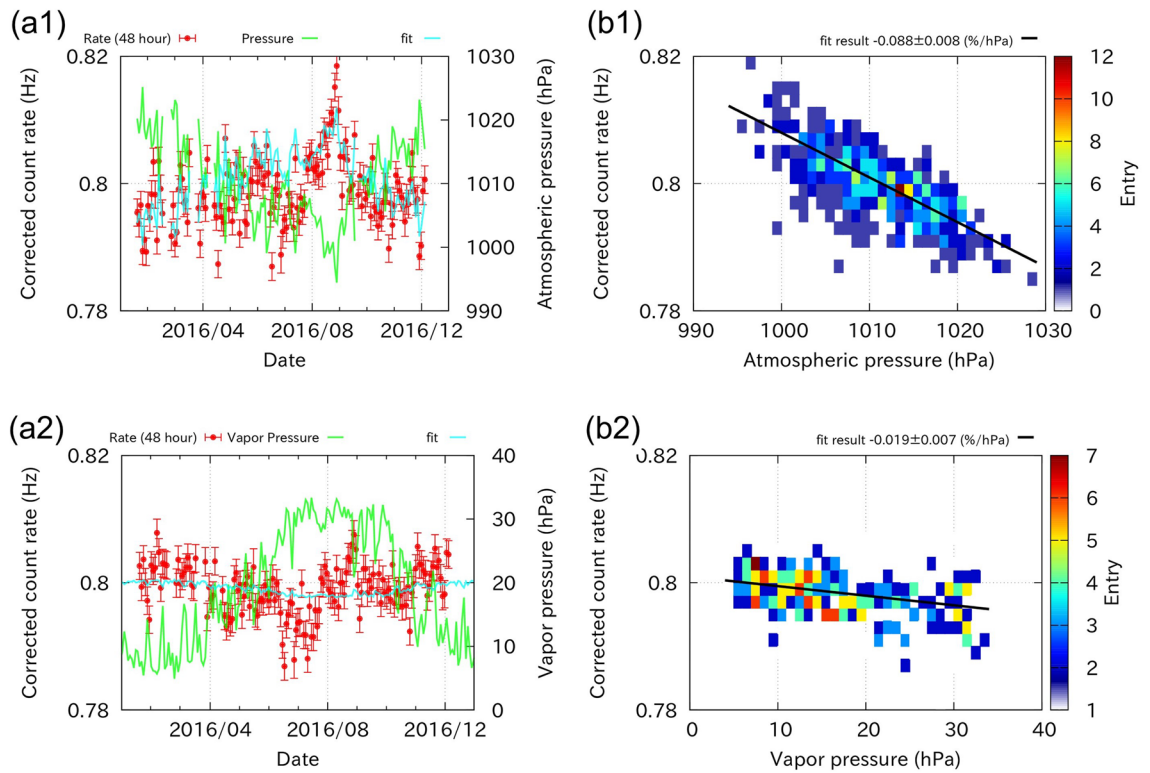 (a1)
Rate (48 hour) Pressure fit
0.82
0.8
0.78
Corrected count rate (Hz)
1030
1020
1010
1000
990
Atmospheric pressure (hPa)
2016/04 2016/08 2016/12
Date
(b1)
fit result -0.088±0.008 (%/hPa)
0.82
0.8
0.78
Corrected count rate (Hz)
990 1000 1010 1020 1030
Atmospheric pressure (hPa)
12
10
8
6
4
2
0
Entry
(a2)
Rate (48 hour) Vapor Pressure fit
0.82
0.8
0.78
Corrected count rate (Hz)
40
30
20
10
0
Vapor pressure (hPa)
2016/04 2016/08 2016/12
Date
(b2)
fit result -0.019±0.007 (%/hPa)
0.82
0.8
0.78
Corrected count rate (Hz)
0 10 20 30 40
Vapor pressure (hPa)
7
6
5
4
3
2
1
Entry